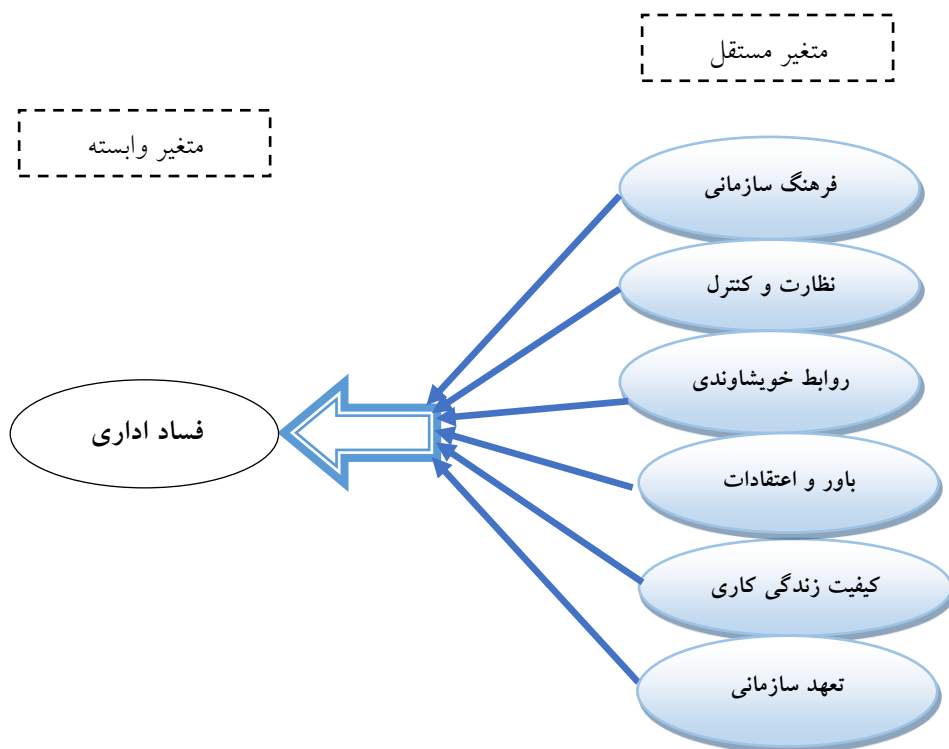 متغیر مستقل
متغیر وابسته
فرهنگ سازمانی
نظارت و کنترل
روابط خویشاوندی
فساد اداری
باور و اعتقادات
کیفیت زندگی کاری
تعهد سازمانی